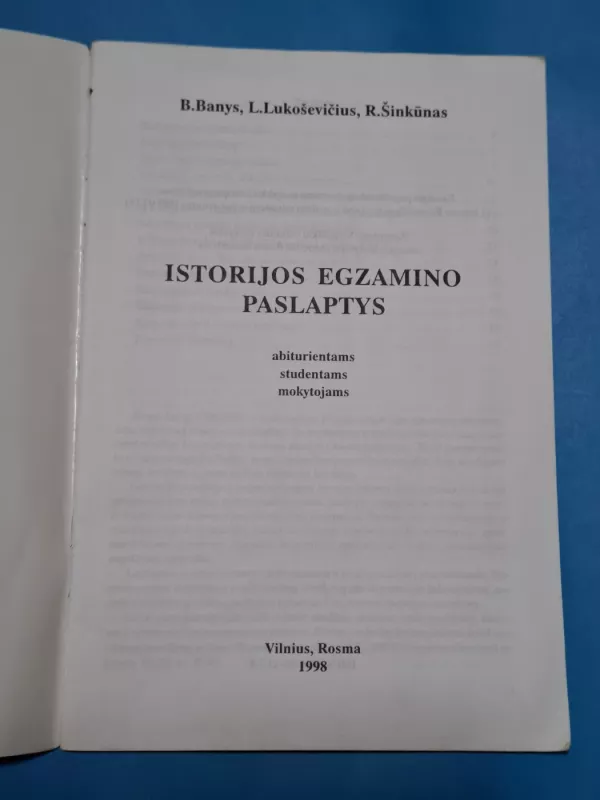 B.Banys, L.Lukoševičius, R.Šinkūnas
ISTORIJOS EGZAMINO
PASLAPTYS
abiturientams
studentams
mokytojams
Vilnius, Rosma
1998